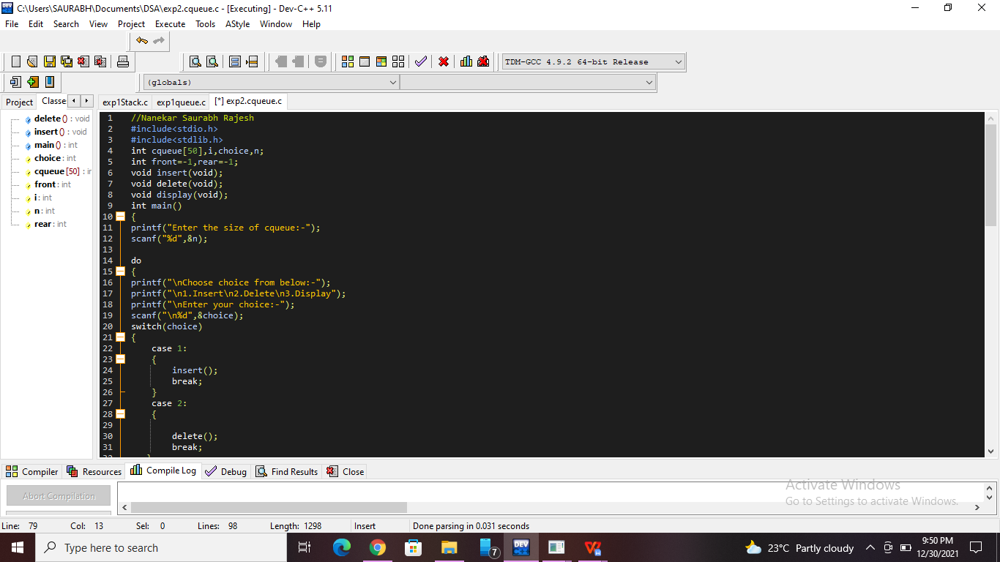 C:\Users\SAURABH\Documents\DSA\exp2.cqueue.c - [Executing] - Dev-C++ 5.11
File Edit Search View Project Execute Tools AStyle Window Help
TDM-GCC 4.9.2 64-bit Release
(globals)
Project Classe exp1Stack.c exp1queue.c [*] exp2.cqueue.c
delete () : void
insert () : void
main () : int
choice : int
cqueue [50] : ir
front : int
i : int
n : int
rear : int
1 //Nanekar Saurabh Rajesh
2 #include<stdio.h>
3 #include<stdlib.h>
4 int cqueue[50],i,choice,n;
5 int front=-1,rear=-1;
6 void insert(void);
7 void delete(void);
8 void display(void);
9 int main()
10 {
11 printf("Enter the size of cqueue:-");
12 scanf("%d",&n);
13
14 do
15 {
16 printf("\nChoose choice from below:-");
17 printf("\n1.Insert\n2.Delete\n3.Display");
18 printf("\nEnter your choice:-");
19 scanf("\n%d",&choice);
20 switch(choice)
21 {
22 case 1:
23 {
24 insert();
25 break;
26 }
27 case 2:
28 {
29
30 delete();
31 break;
32 }
Compiler Resources Compile Log Debug Find Results Close
Abort Compilation
Activate Windows
Go to Settings to activate Windows.
Line: 79 Col: 13 Sel: 0 Lines: 98 Length: 1298 Insert Done parsing in 0.031 seconds
Type here to search
7
DEV
23°C Partly cloudy
9:50 PM
12/30/2021